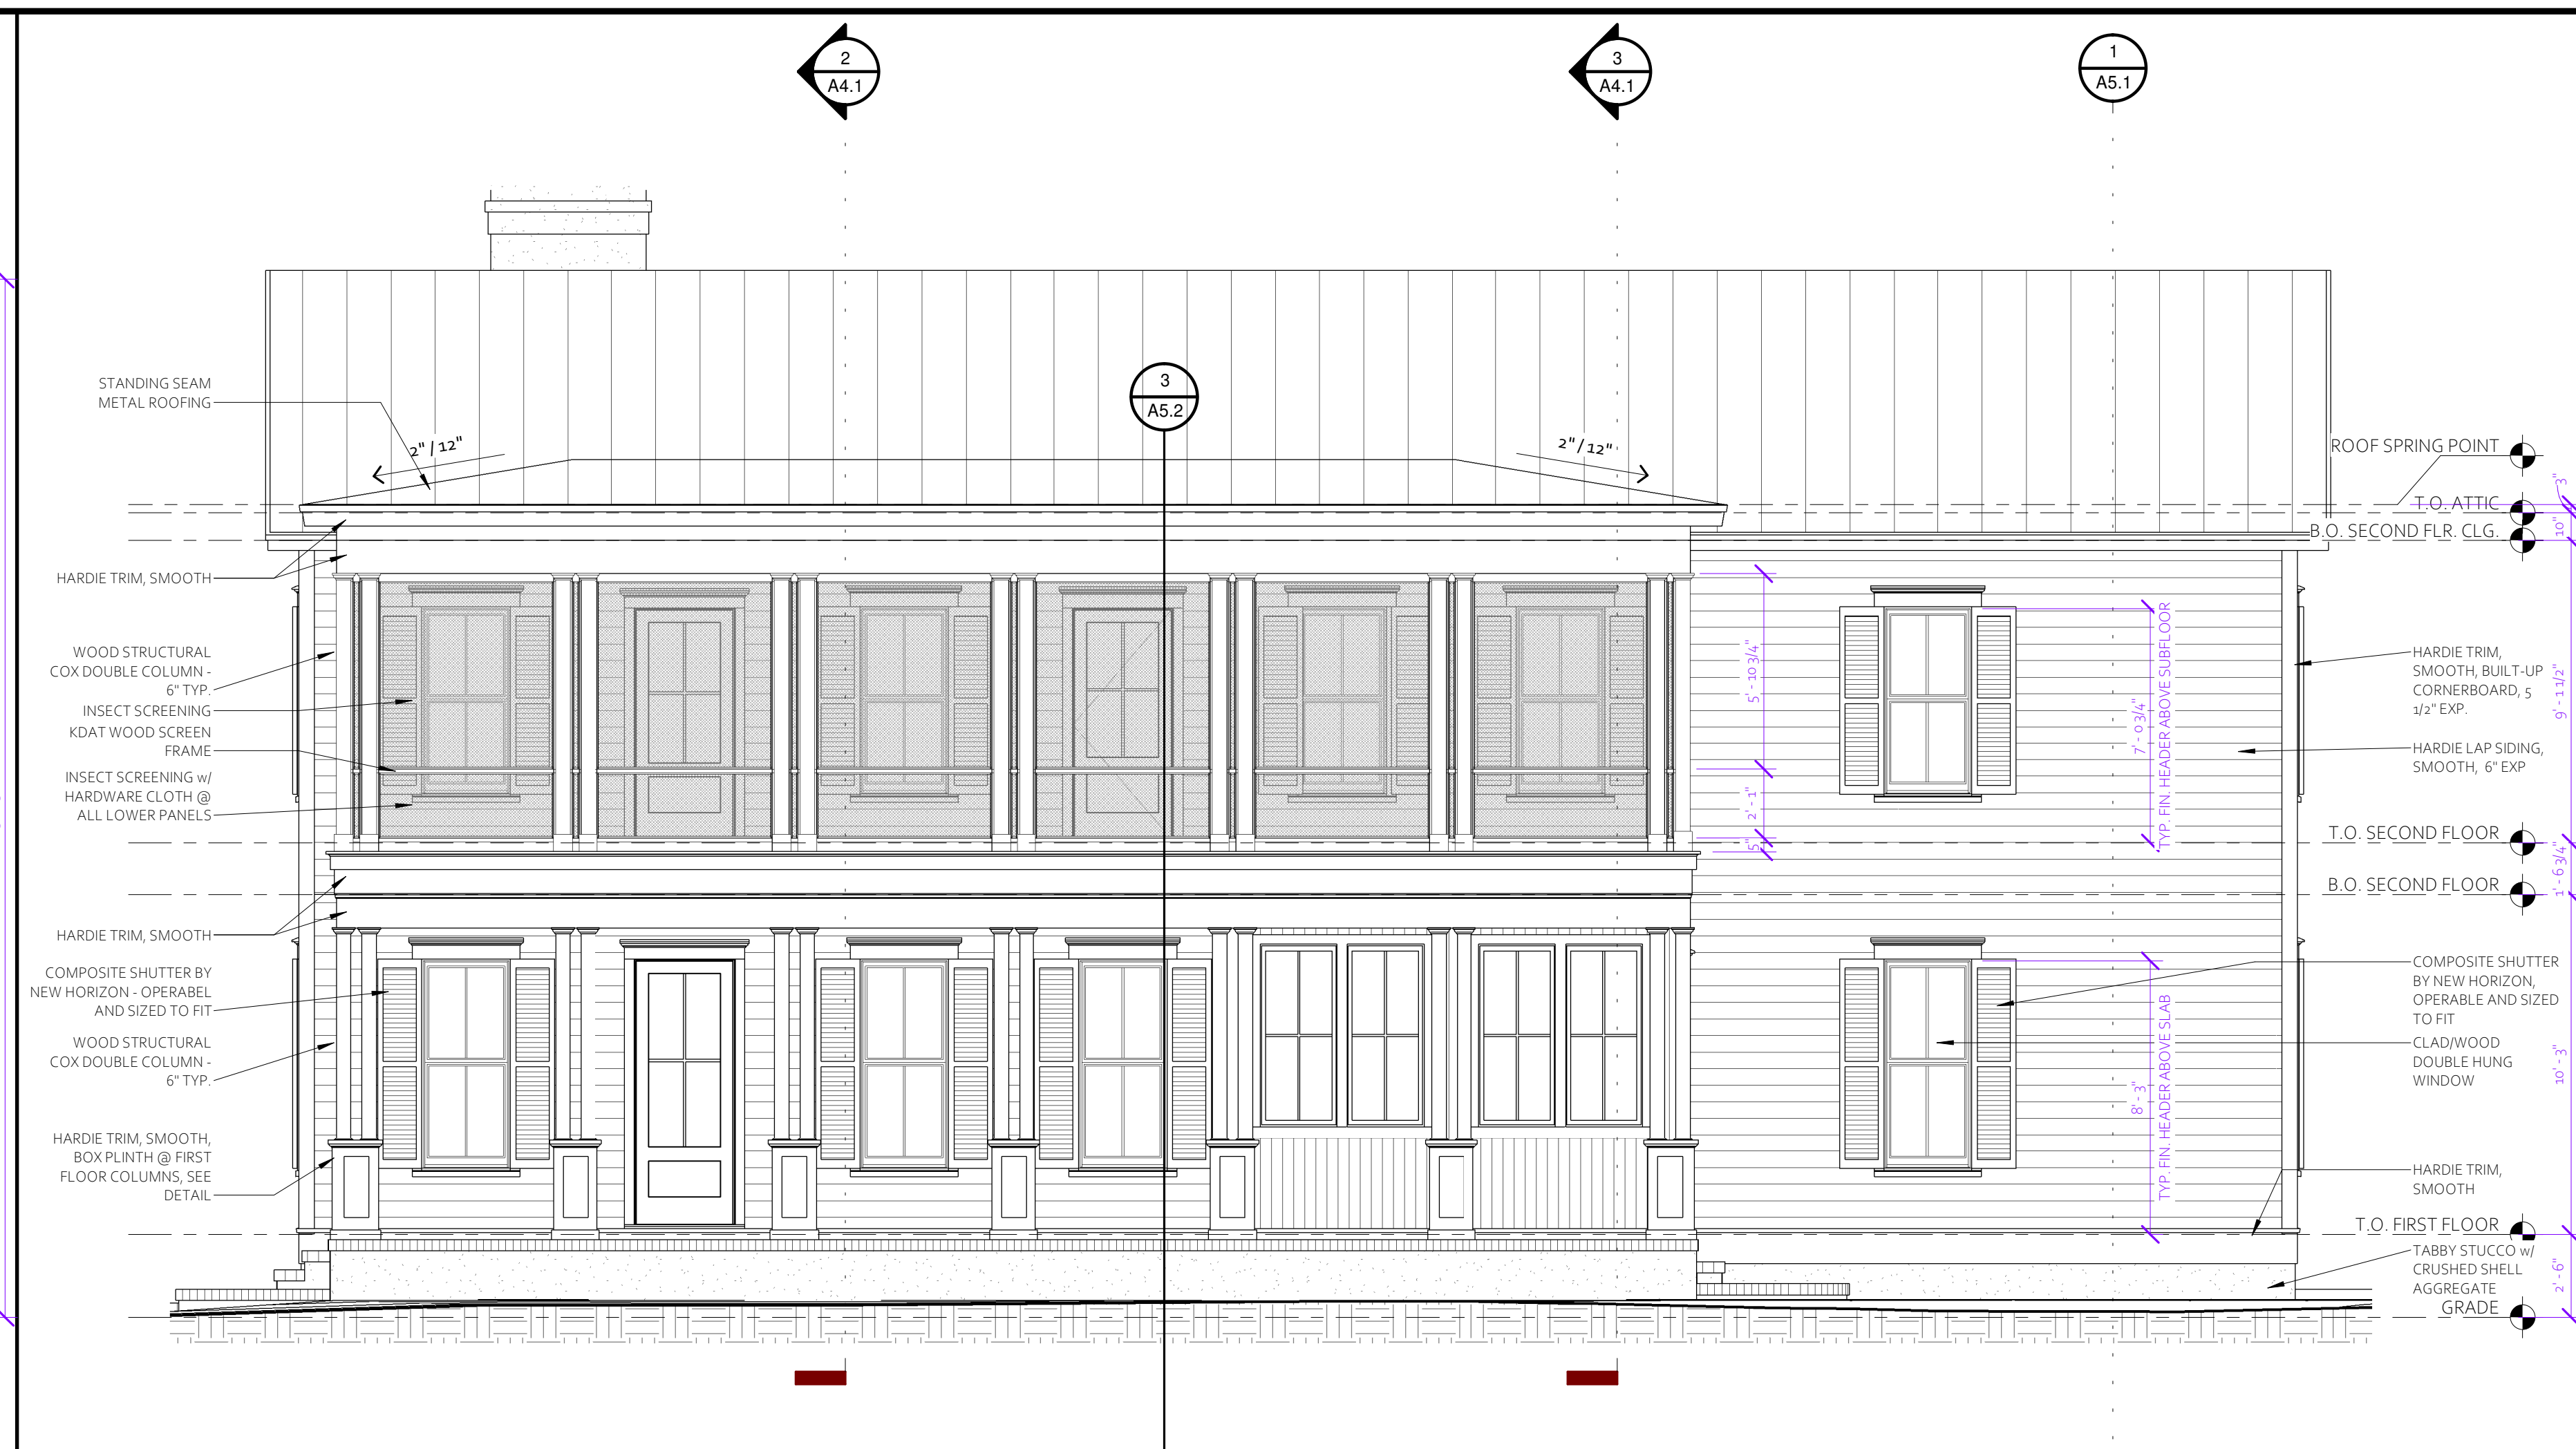 2
A4.1
3
A4.1
1
A5.1
3
A5.2
STANDING SEAM
METAL ROOFING
2" / 12"
2" / 12"
HARDIE TRIM, SMOOTH
WOOD STRUCTURAL
COX DOUBLE COLUMN -
6" TYP.
INSECT SCREENING
KDAT WOOD SCREEN
FRAME
INSECT SCREENING w/
HARDWARE CLOTH @
ALL LOWER PANELS
HARDIE TRIM, SMOOTH
COMPOSITE SHUTTER BY
NEW HORIZON - OPERABEL
AND SIZED TO FIT
WOOD STRUCTURAL
COX DOUBLE COLUMN -
6" TYP.
HARDIE TRIM, SMOOTH,
BOX PLINTH @ FIRST
FLOOR COLUMNS, SEE
DETAIL
5' - 10 3/4"
2' - 1"
5"
7' - 0 3/4"
TYP. FIN. HEADER ABOVE SUBFLOOR
8' - 3"
TYP. FIN. HEADER ABOVE SLAB
ROOF SPRING POINT
T.O. ATTIC
B.O. SECOND FLR. CLG.
HARDIE TRIM,
SMOOTH, BUILT-UP
CORNERBOARD, 5
1/2" EXP.
HARDIE LAP SIDING,
SMOOTH, 6" EXP
T.O. SECOND FLOOR
B.O. SECOND FLOOR
COMPOSITE SHUTTER
BY NEW HORIZON,
OPERABLE AND SIZED
TO FIT
CLAD/WOOD
DOUBLE HUNG
WINDOW
HARDIE TRIM,
SMOOTH
T.O. FIRST FLOOR
TABBY STUCCO w/
CRUSHED SHELL
AGGREGATE
GRADE
3"
10"
9' - 1 1/2"
1' - 6 3/4"
10' - 3"
2' - 6"